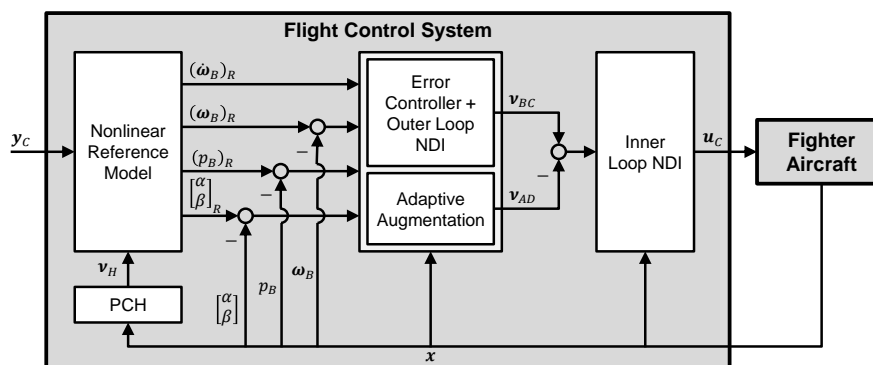 Flight Control System
y_C
Nonlinear
Reference
Model
(ω̇_B)_R
(ω_B)_R
(p_B)_R
[α β]_R
−
−
−
Error
Controller +
Outer Loop
NDI
Adaptive
Augmentation
ν_BC
ν_AD
−
Inner
Loop NDI
u_C
Fighter
Aircraft
ν_H
PCH
[α β]
p_B
ω_B
x